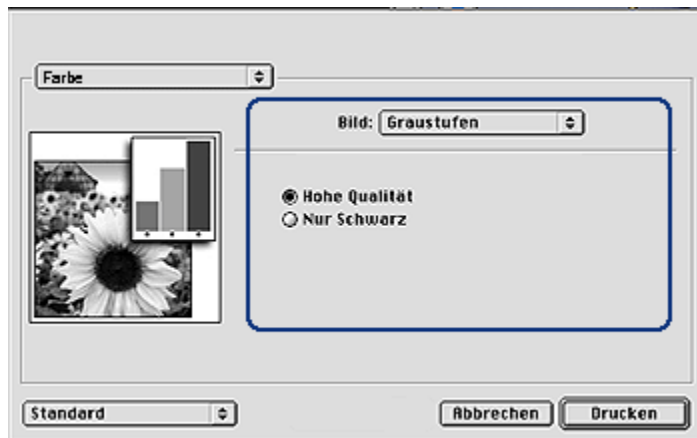 Farbe
Bild: Graustufen
Hohe Qualität
Nur Schwarz
Standard
Abbrechen Drucken